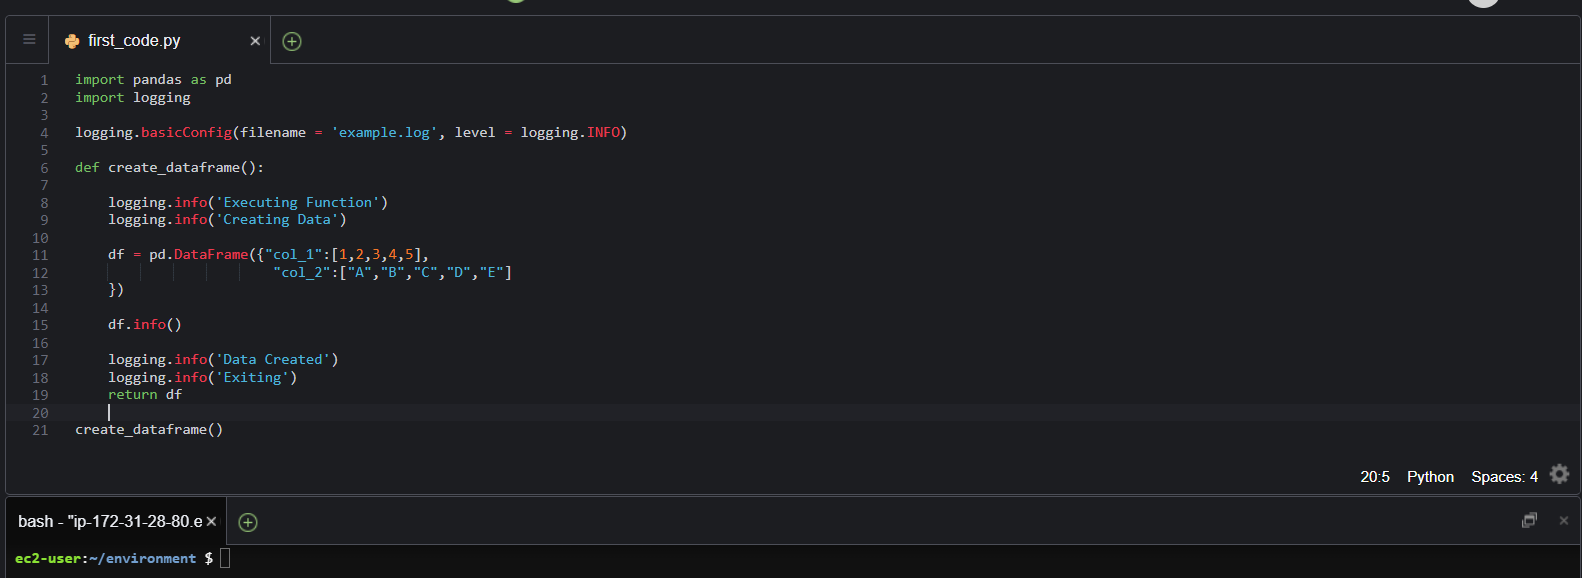 first_code.py
1 import pandas as pd
2 import logging
3
4 logging.basicConfig(filename = 'example.log', level = logging.INFO)
5
6 def create_dataframe():
7
8     logging.info('Executing Function')
9     logging.info('Creating Data')
10
11     df = pd.DataFrame({"col_1":[1,2,3,4,5],
12                         "col_2":["A","B","C","D","E"]
13     })
14
15     df.info()
16
17     logging.info('Data Created')
18     logging.info('Exiting')
19     return df
20
21 create_dataframe()
20:5 Python Spaces: 4
bash - "ip-172-31-28-80.e
ec2-user:~/environment $